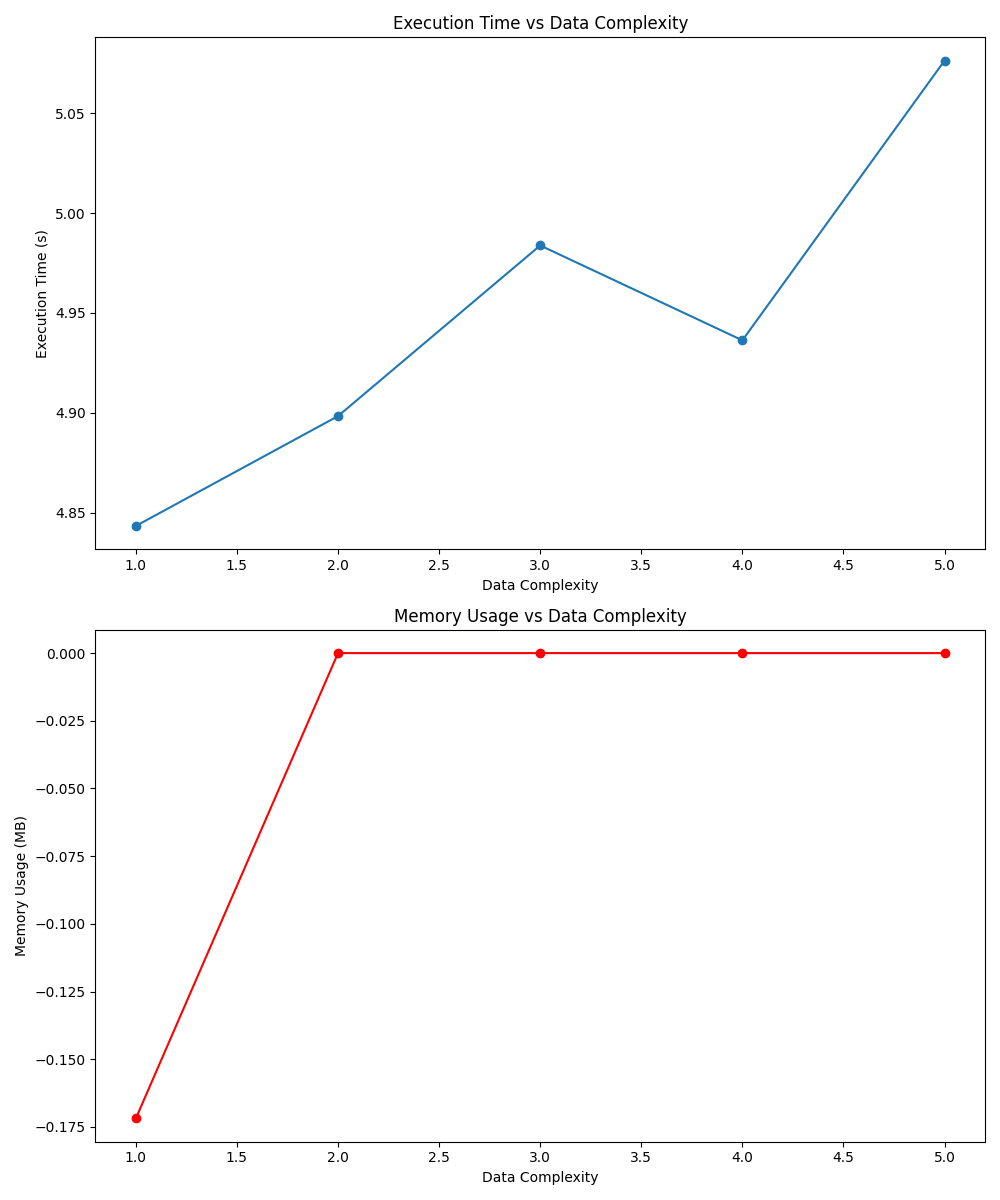 Execution Time vs Data Complexity
Execution Time (s)
5.05
5.00
4.95
4.90
4.85
1.0 1.5 2.0 2.5 3.0 3.5 4.0 4.5 5.0
Data Complexity
Memory Usage vs Data Complexity
Memory Usage (MB)
0.000
−0.025
−0.050
−0.075
−0.100
−0.125
−0.150
−0.175
1.0 1.5 2.0 2.5 3.0 3.5 4.0 4.5 5.0
Data Complexity